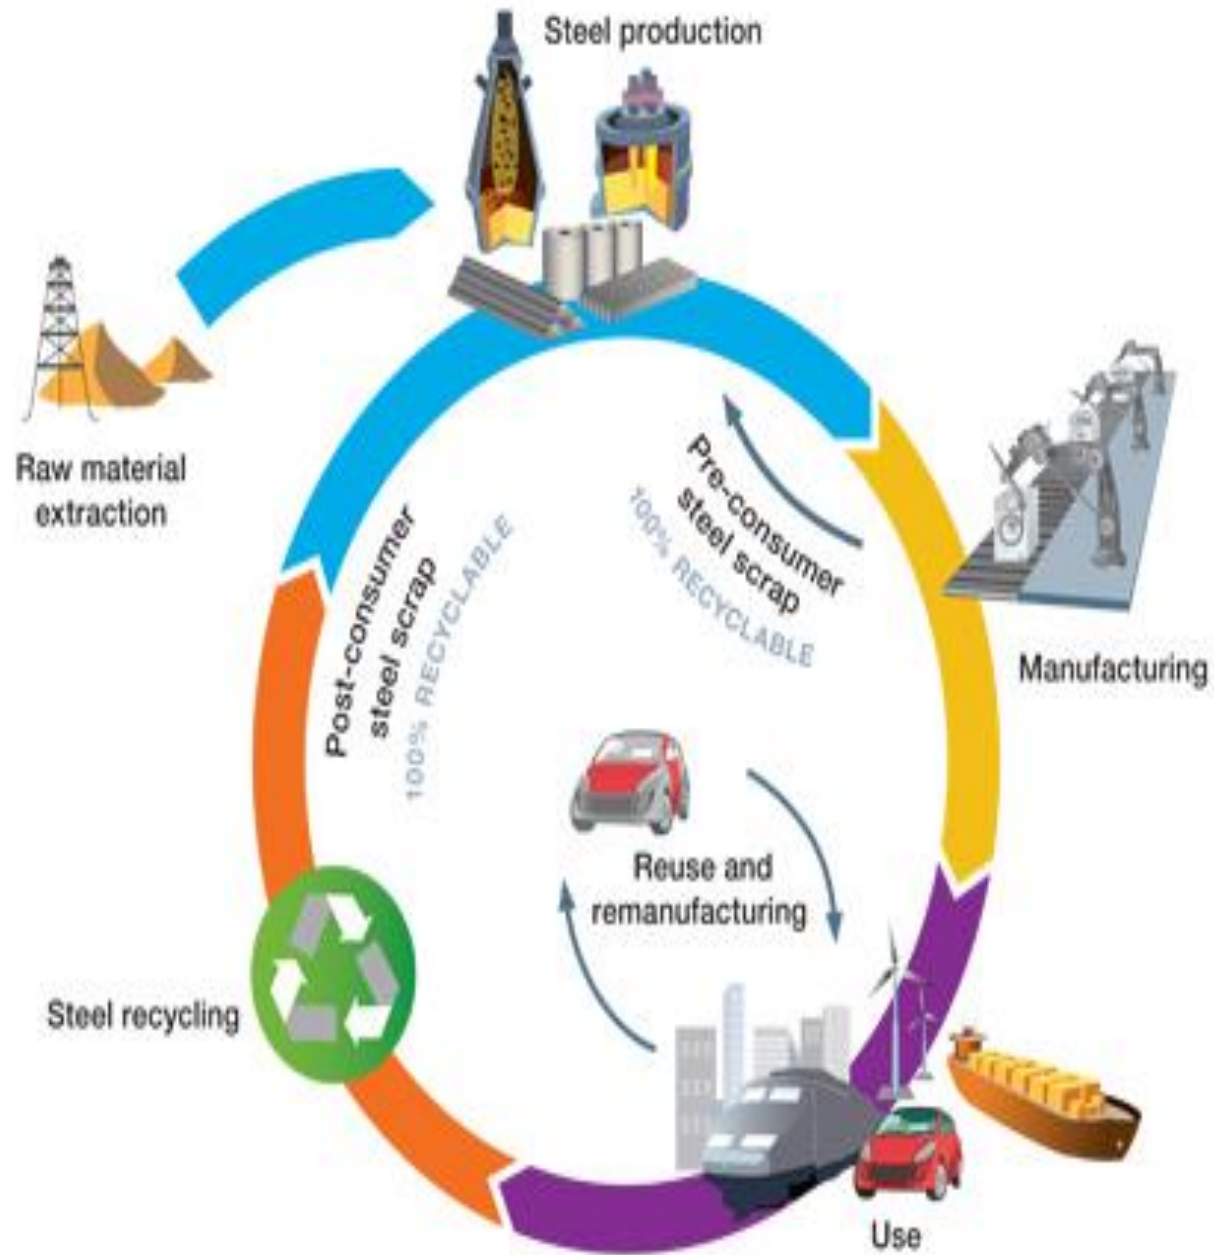 Steel production
Raw material
extraction
Pre-consumer
steel scrap
100% RECYCLABLE
Post-consumer
steel scrap
100% RECYCLABLE
Manufacturing
Reuse and
remanufacturing
Steel recycling
Use